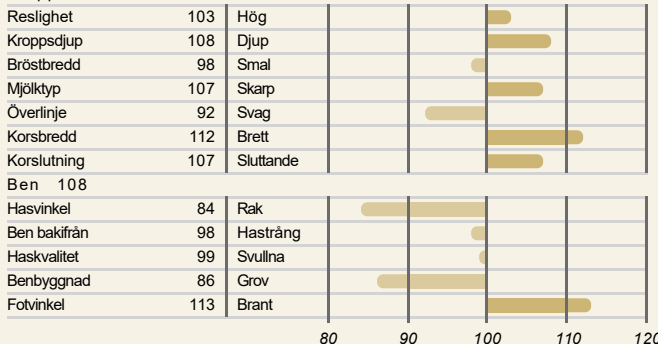 Reslighet 103 Hög
Kroppsdjup 108 Djup
Bröstbredd 98 Smal
Mjölktyp 107 Skarp
Överlinje 92 Svag
Korsbredd 112 Brett
Korslutning 107 Sluttande
Ben 108
Hasvinkel 84 Rak
Ben bakifrån 98 Hastrång
Haskvalitet 99 Svullna
Benbyggnad 86 Grov
Fotvinkel 113 Brant
80 90 100 110 120